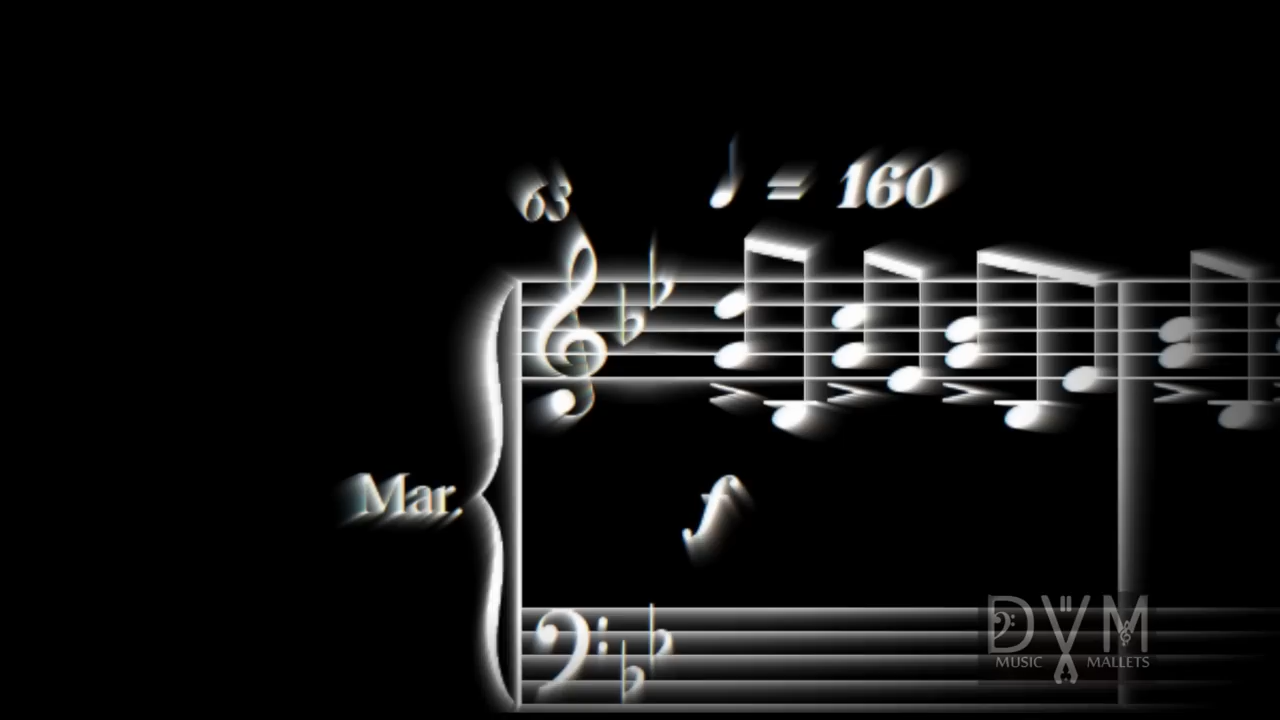 63
= 160
Mar.
f
DVM
MUSIC MALLETS